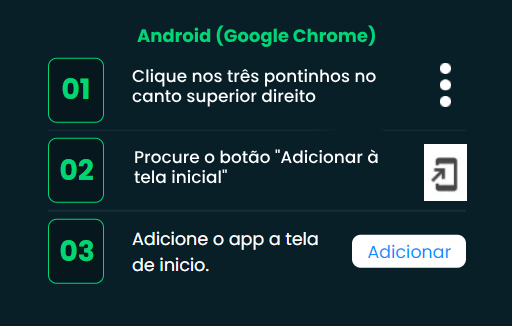 Android (Google Chrome)
01
Clique nos três pontinhos no
canto superior direito
02
Procure o botão "Adicionar à
tela inicial"
03
Adicione o app a tela
de inicio.
Adicionar